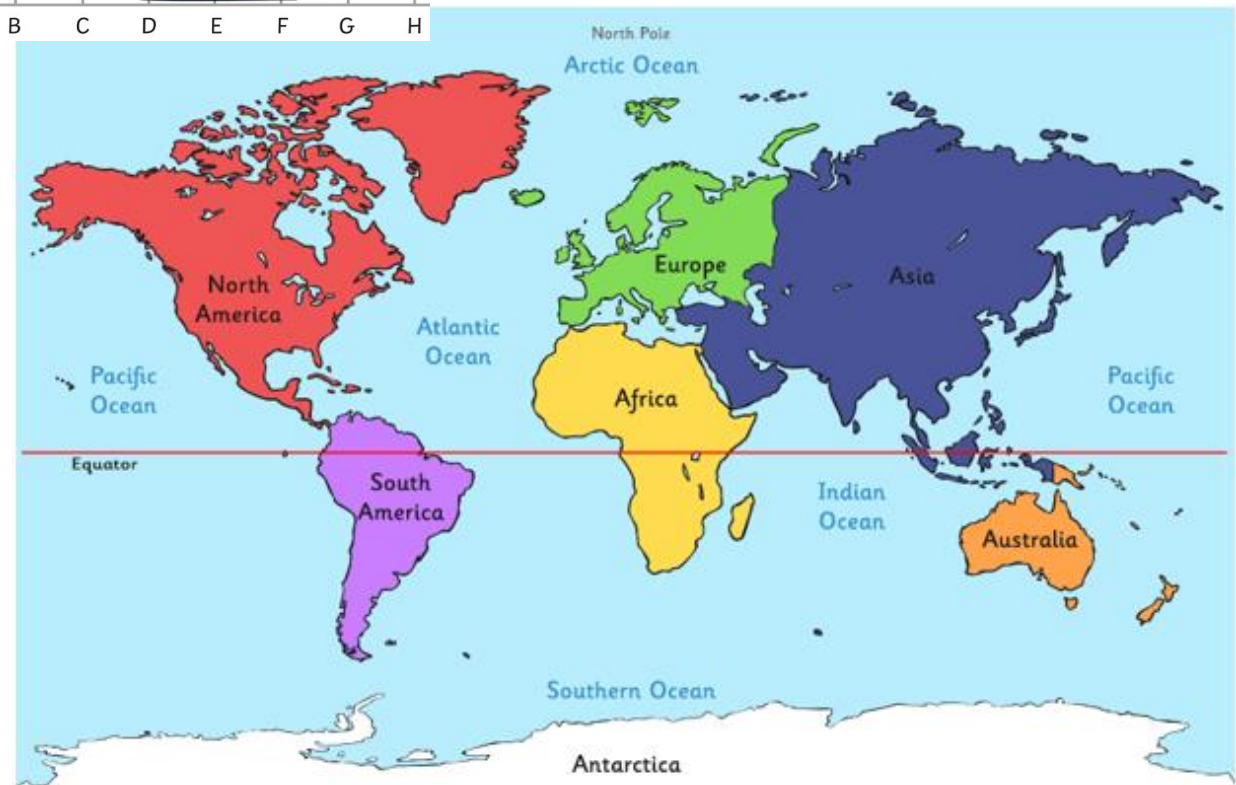 B C D E F G H
North Pole
Arctic Ocean
North
America
Europe
Asia
Atlantic
Ocean
Pacific
Ocean
Africa
Pacific
Ocean
Equator
South
America
Indian
Ocean
Australia
Southern Ocean
Antarctica